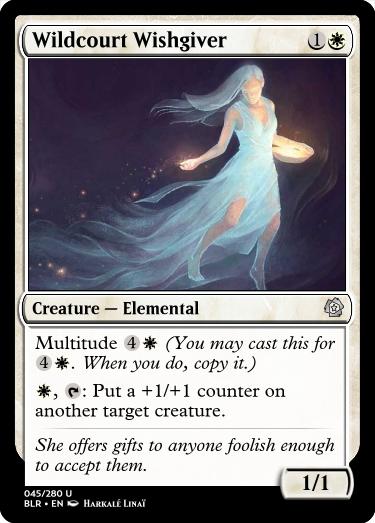 Wildcourt Wishgiver 1
Creature — Elemental
Multitude 4 (You may cast this for
4. When you do, copy it.)
, : Put a +1/+1 counter on
another target creature.
She offers gifts to anyone foolish enough
to accept them.
1/1
045/280 U
BLR • EN HARKALÉ LINAÏ